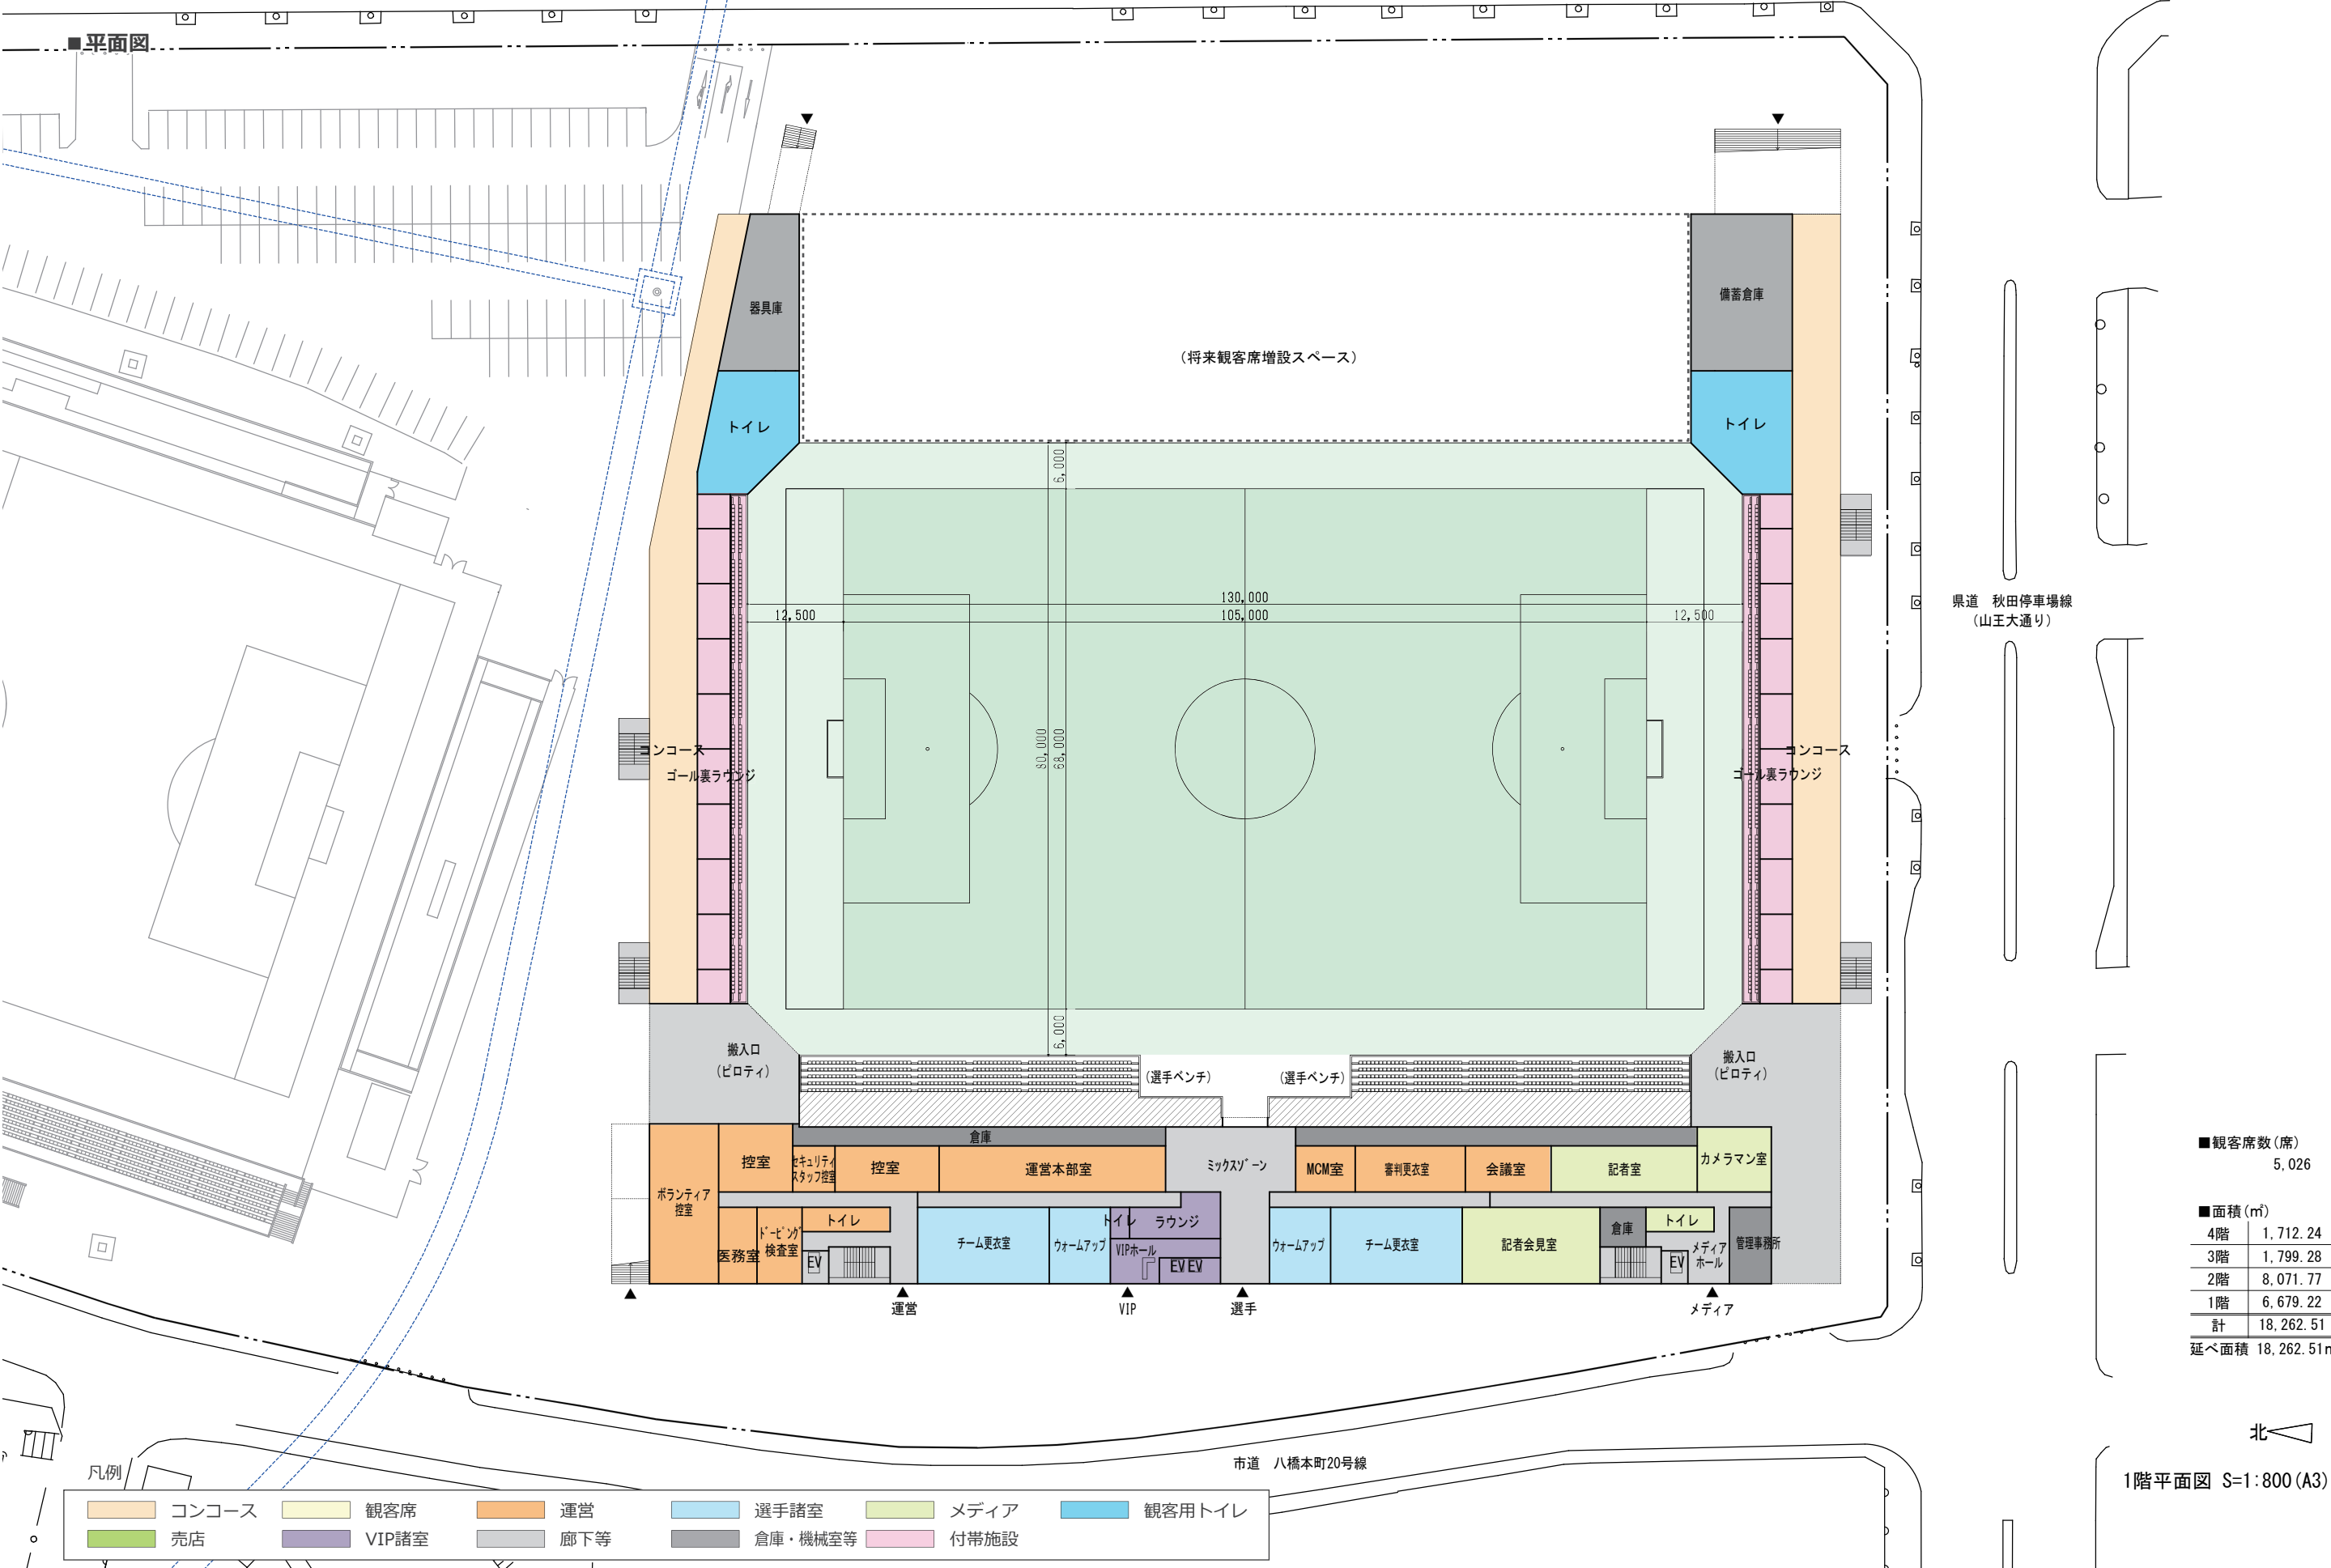 ■平面図
器具庫
備蓄倉庫
(将来観客席増設スペース)
トイレ
トイレ
6,000
130,000
12,500
105,000
12,500
県道 秋田停車場線
(山王大通り)
80,000
68,000
コンコース
ゴール裏ラウンジ
コンコース
ゴール裏ラウンジ
6,000
搬入口
(ピロティ)
(選手ベンチ)
(選手ベンチ)
搬入口
(ピロティ)
倉庫
控室
セキュリティ
スタッフ控室
控室
運営本部室
ミックスゾーン
MCM室
審判更衣室
会議室
記者室
カメラマン室
ボランティア
控室
医務室
ドーピング
検査室
トイレ
EV
チーム更衣室
ウォームアップ
トイレ
ラウンジ
VIPホール
EV EV
ウォームアップ
チーム更衣室
記者会見室
倉庫
トイレ
EV
メディア
ホール
管理事務所
運営
VIP
選手
メディア
■観客席数(席)
5,026
■面積(㎡)
4階 1,712.24
3階 1,799.28
2階 8,071.77
1階 6,679.22
計 18,262.51
延べ面積 18,262.51
北
市道 八橋本町20号線
1階平面図 S=1:800(A3)
凡例
コンコース 観客席 運営 選手諸室 メディア 観客用トイレ
売店 VIP諸室 廊下等 倉庫・機械室等 付帯施設